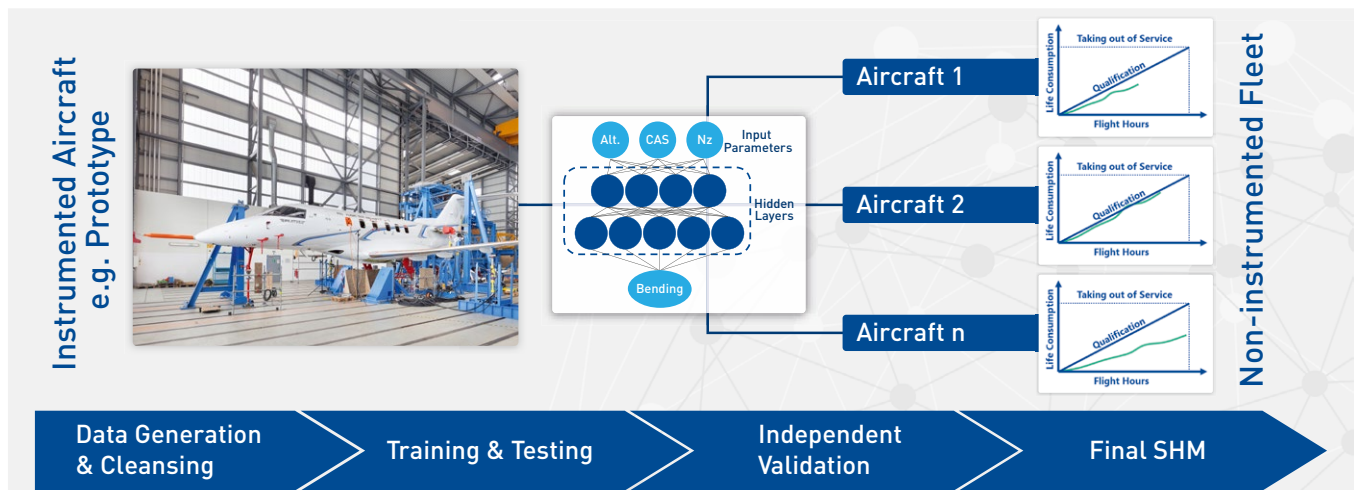 Instrumented Aircraft
e.g. Prototype
Alt.
CAS
Nz
Input
Parameters
Hidden
Layers
Bending
Aircraft 1
Aircraft 2
Aircraft n
Taking out of Service
Qualification
Life Consumption
Flight Hours
Taking out of Service
Qualification
Life Consumption
Flight Hours
Taking out of Service
Qualification
Life Consumption
Flight Hours
Non-instrumented Fleet
Data Generation
& Cleansing
Training & Testing
Independent
Validation
Final SHM